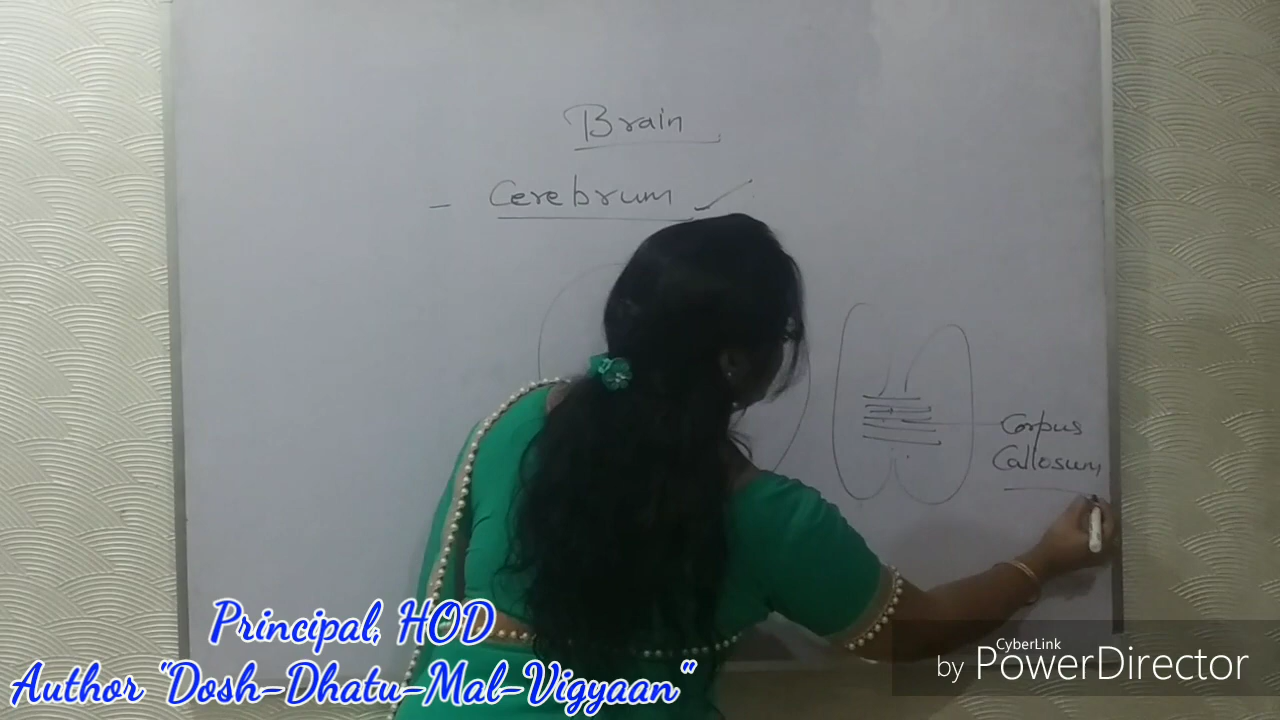 Brain
- Cerebrum
Corpus
Callosum
Principal, HOD
Author "Dosh-Dhatu-Mal-Vigyaan"
CyberLink
by PowerDirector